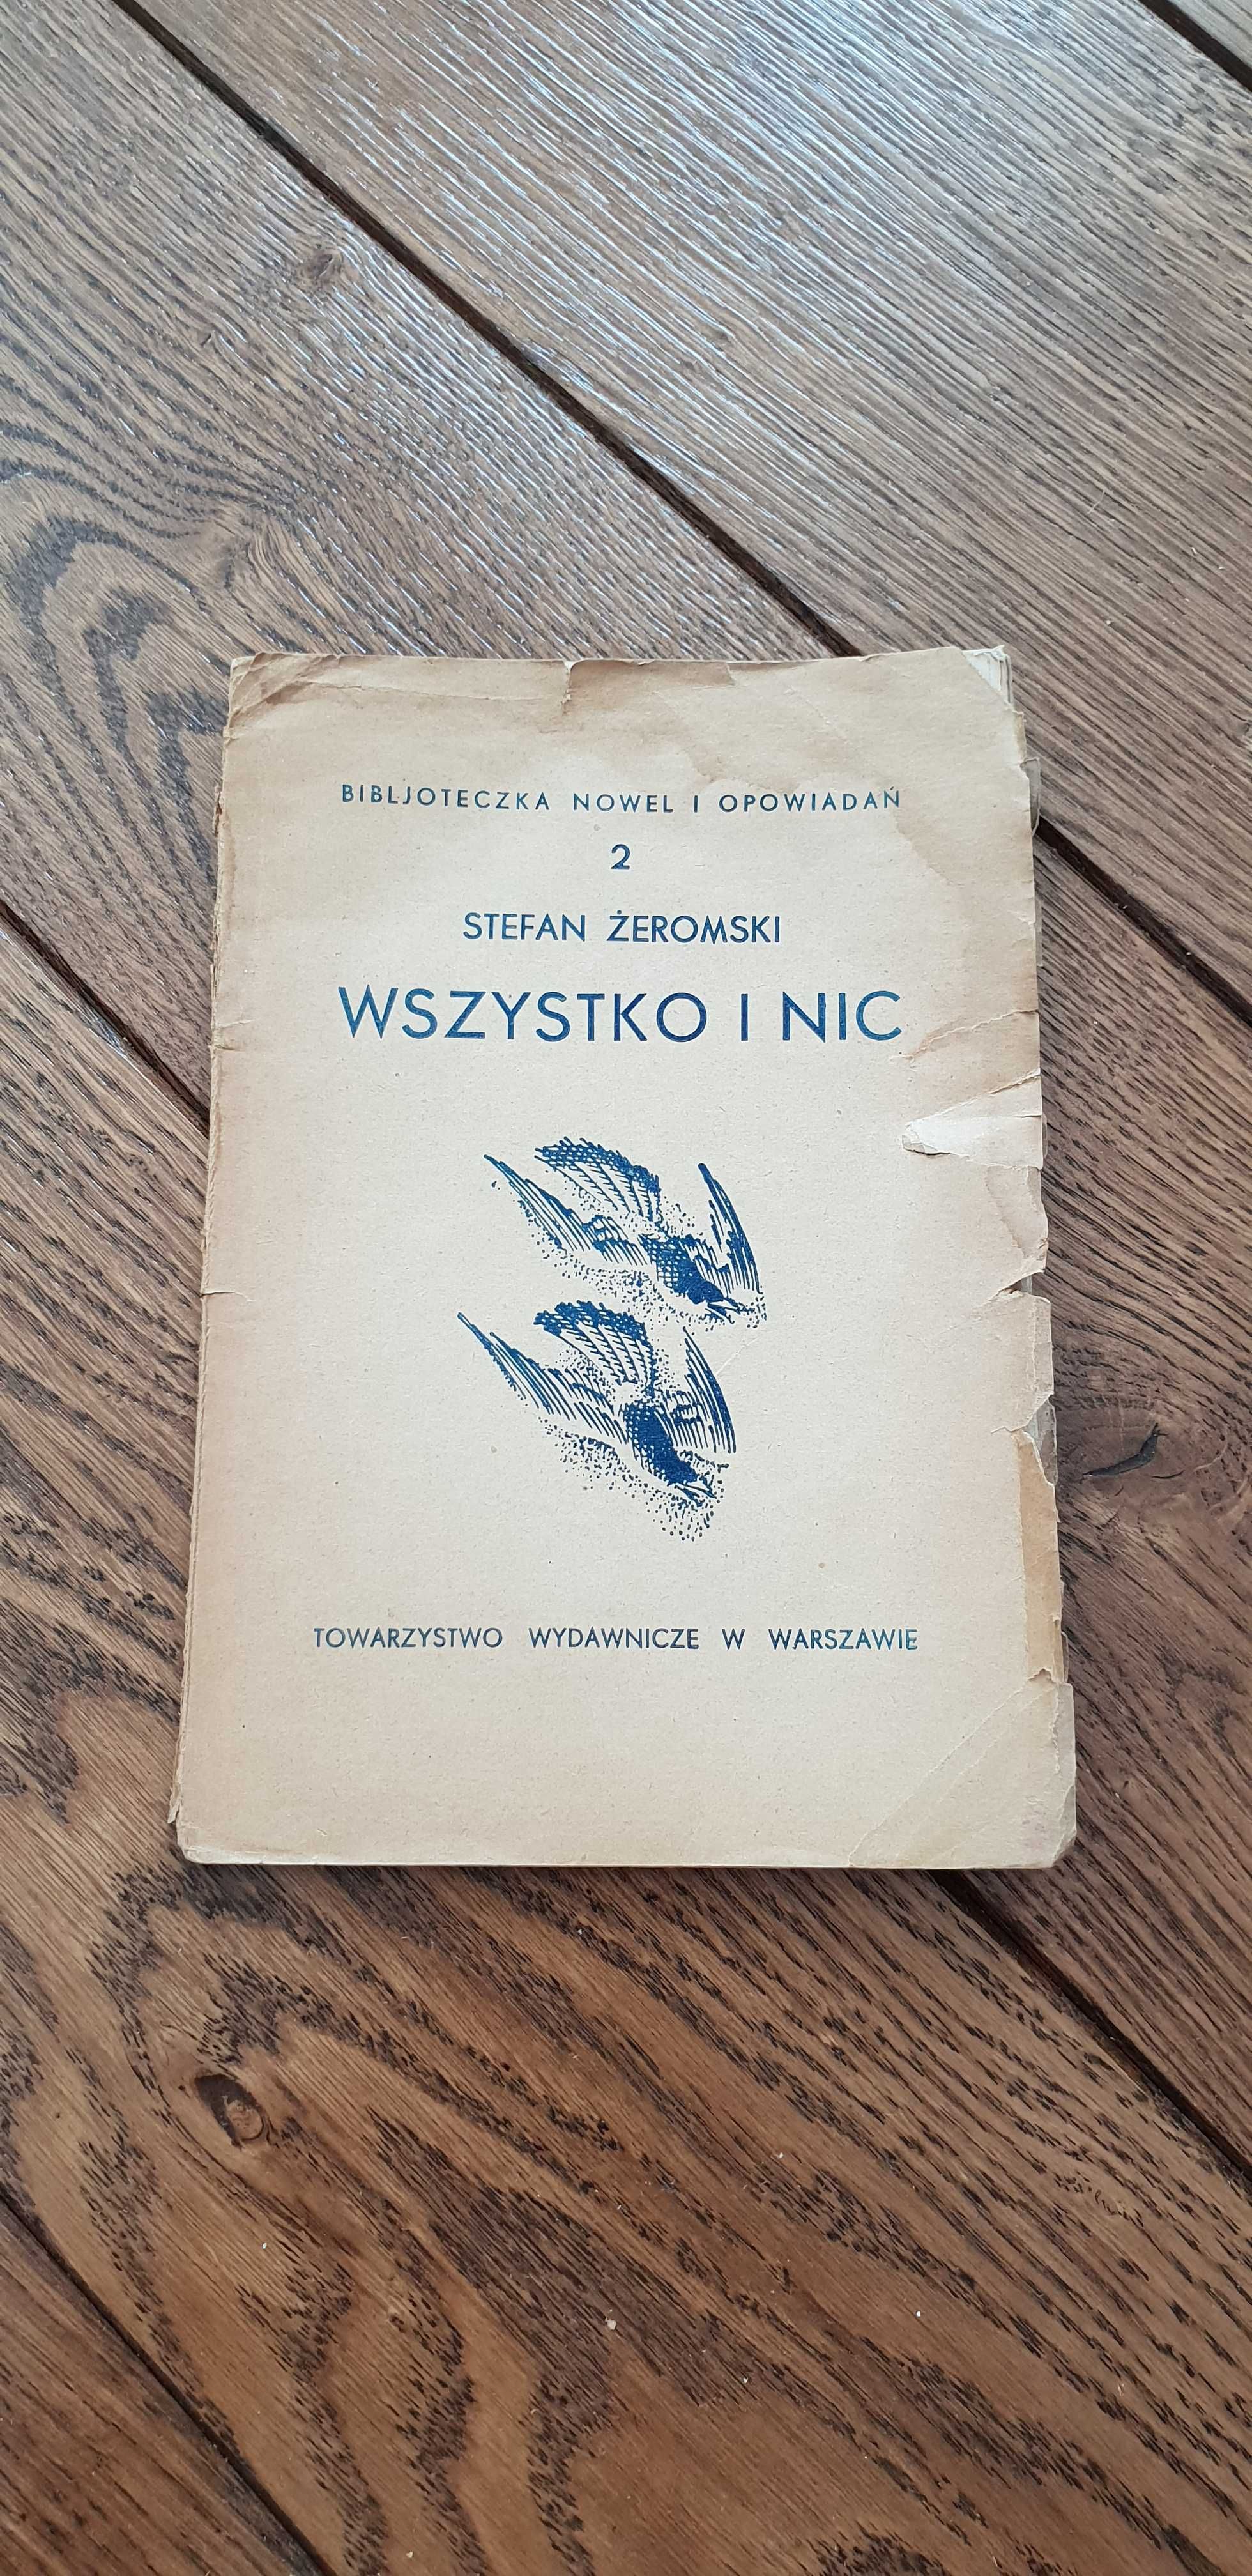 BIBLJOTECZKA NOWEL I OPOWIADAŃ
2
STEFAN ŻEROMSKI
WSZYSTKO I NIC
TOWARZYSTWO WYDAWNICZE W WARSZAWIE